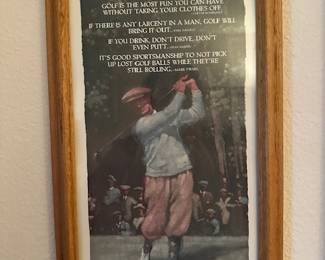 GOLF IS THE MOST FUN YOU CAN HAVE
WITHOUT TAKING YOUR CLOTHES OFF.
IF THERE IS ANY LARCENY IN A MAN, GOLF WILL
BRING IT OUT.
IF YOU DRINK, DON'T DRIVE, DON'T
EVEN PUTT.
IT'S GOOD SPORTSMANSHIP TO NOT PICK
UP LOST GOLF BALLS WHILE THEY'RE
STILL ROLLING. -MARK TWAIN